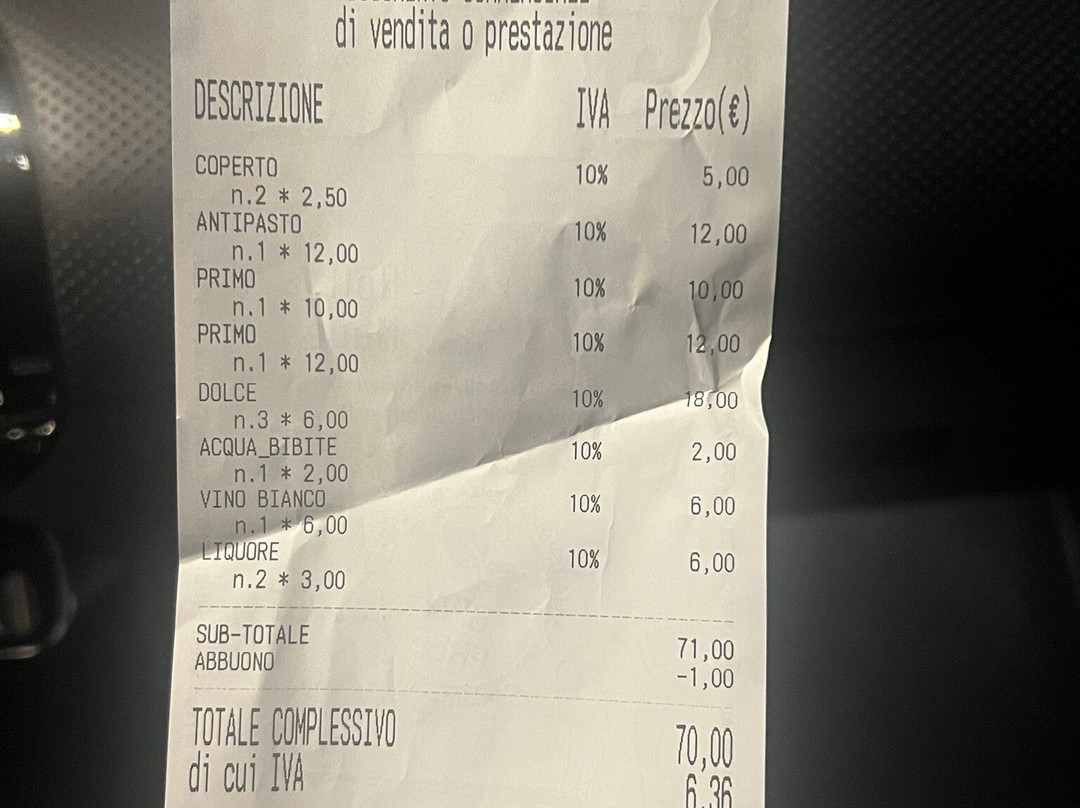 di vendita o prestazione
DESCRIZIONE IVA Prezzo(€)
COPERTO 10% 5,00
n.2 * 2,50
ANTIPASTO 10% 12,00
n.1 * 12,00
PRIMO 10% 10,00
n.1 * 10,00
PRIMO 10% 12,00
n.1 * 12,00
DOLCE 10% 18,00
n.3 * 6,00
ACQUA_BIBITE 10% 2,00
n.1 * 2,00
VINO BIANCO 10% 6,00
n.1 * 6,00
LIQUORE 10% 6,00
n.2 * 3,00
SUB-TOTALE 71,00
ABBUONO -1,00
TOTALE COMPLESSIVO 70,00
di cui IVA 6,36